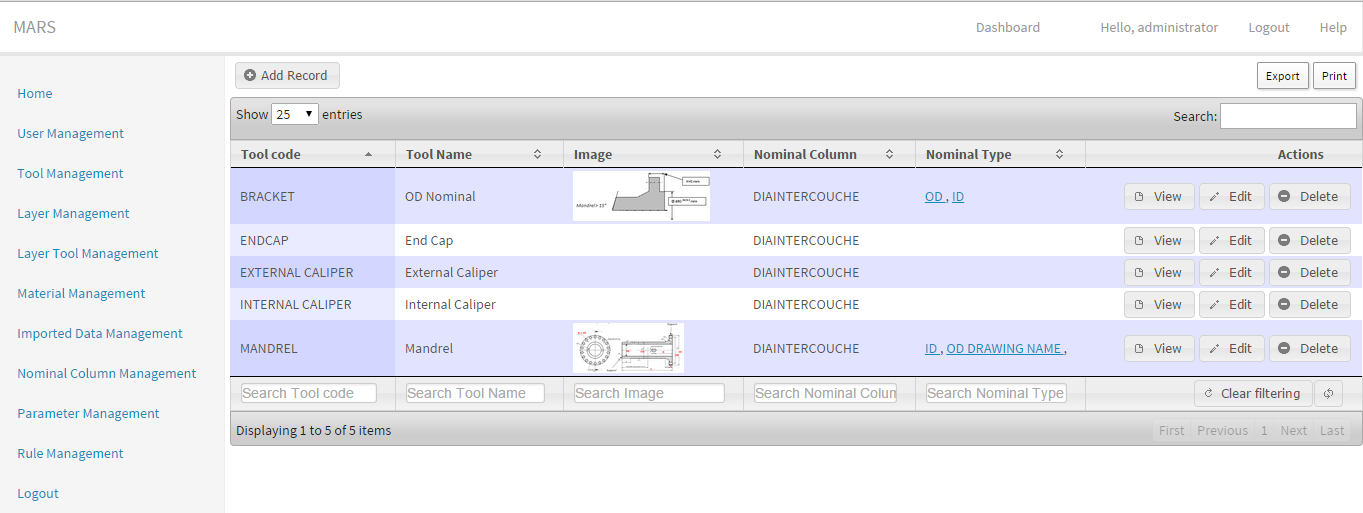 MARS
Dashboard Hello, administrator Logout Help
Home
User Management
Tool Management
Layer Management
Layer Tool Management
Material Management
Imported Data Management
Nominal Column Management
Parameter Management
Rule Management
Logout
Add Record Export Print
Show 25 entries Search:
Tool code Tool Name Image Nominal Column Nominal Type Actions
BRACKET OD Nominal Mandrel> 15° DIAINTERCOUCHE OD , ID View Edit Delete
ENDCAP End Cap DIAINTERCOUCHE View Edit Delete
EXTERNAL CALIPER External Caliper DIAINTERCOUCHE View Edit Delete
INTERNAL CALIPER Internal Caliper DIAINTERCOUCHE View Edit Delete
MANDREL Mandrel DIAINTERCOUCHE ID , OD DRAWING NAME , View Edit Delete
Search Tool code Search Tool Name Search Image Search Nominal Colun Search Nominal Type Clear filtering
Displaying 1 to 5 of 5 items First Previous 1 Next Last